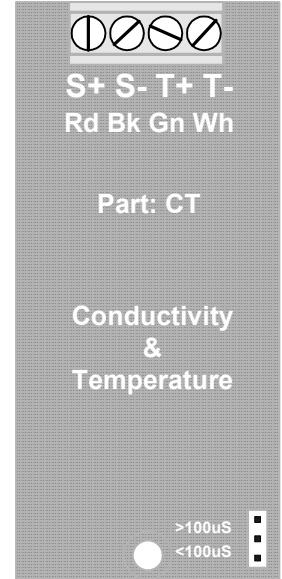 S+ S- T+ T-
Rd Bk Gn Wh
Part: CT
Conductivity
&
Temperature
>100uS
<100uS